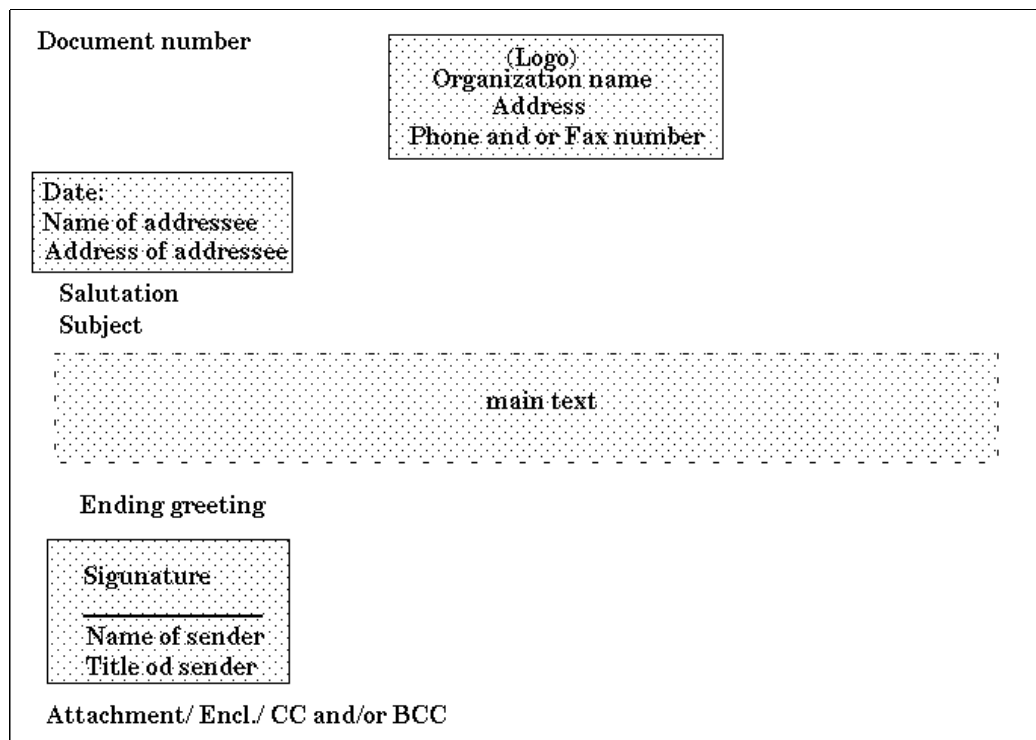 Document number
(Logo)
Organization name
Address
Phone and or Fax number
Date:
Name of addressee
Address of addressee
Salutation
Subject
main text
Ending greeting
Sigunature
Name of sender
Title od sender
Attachment/ Encl./ CC and/or BCC